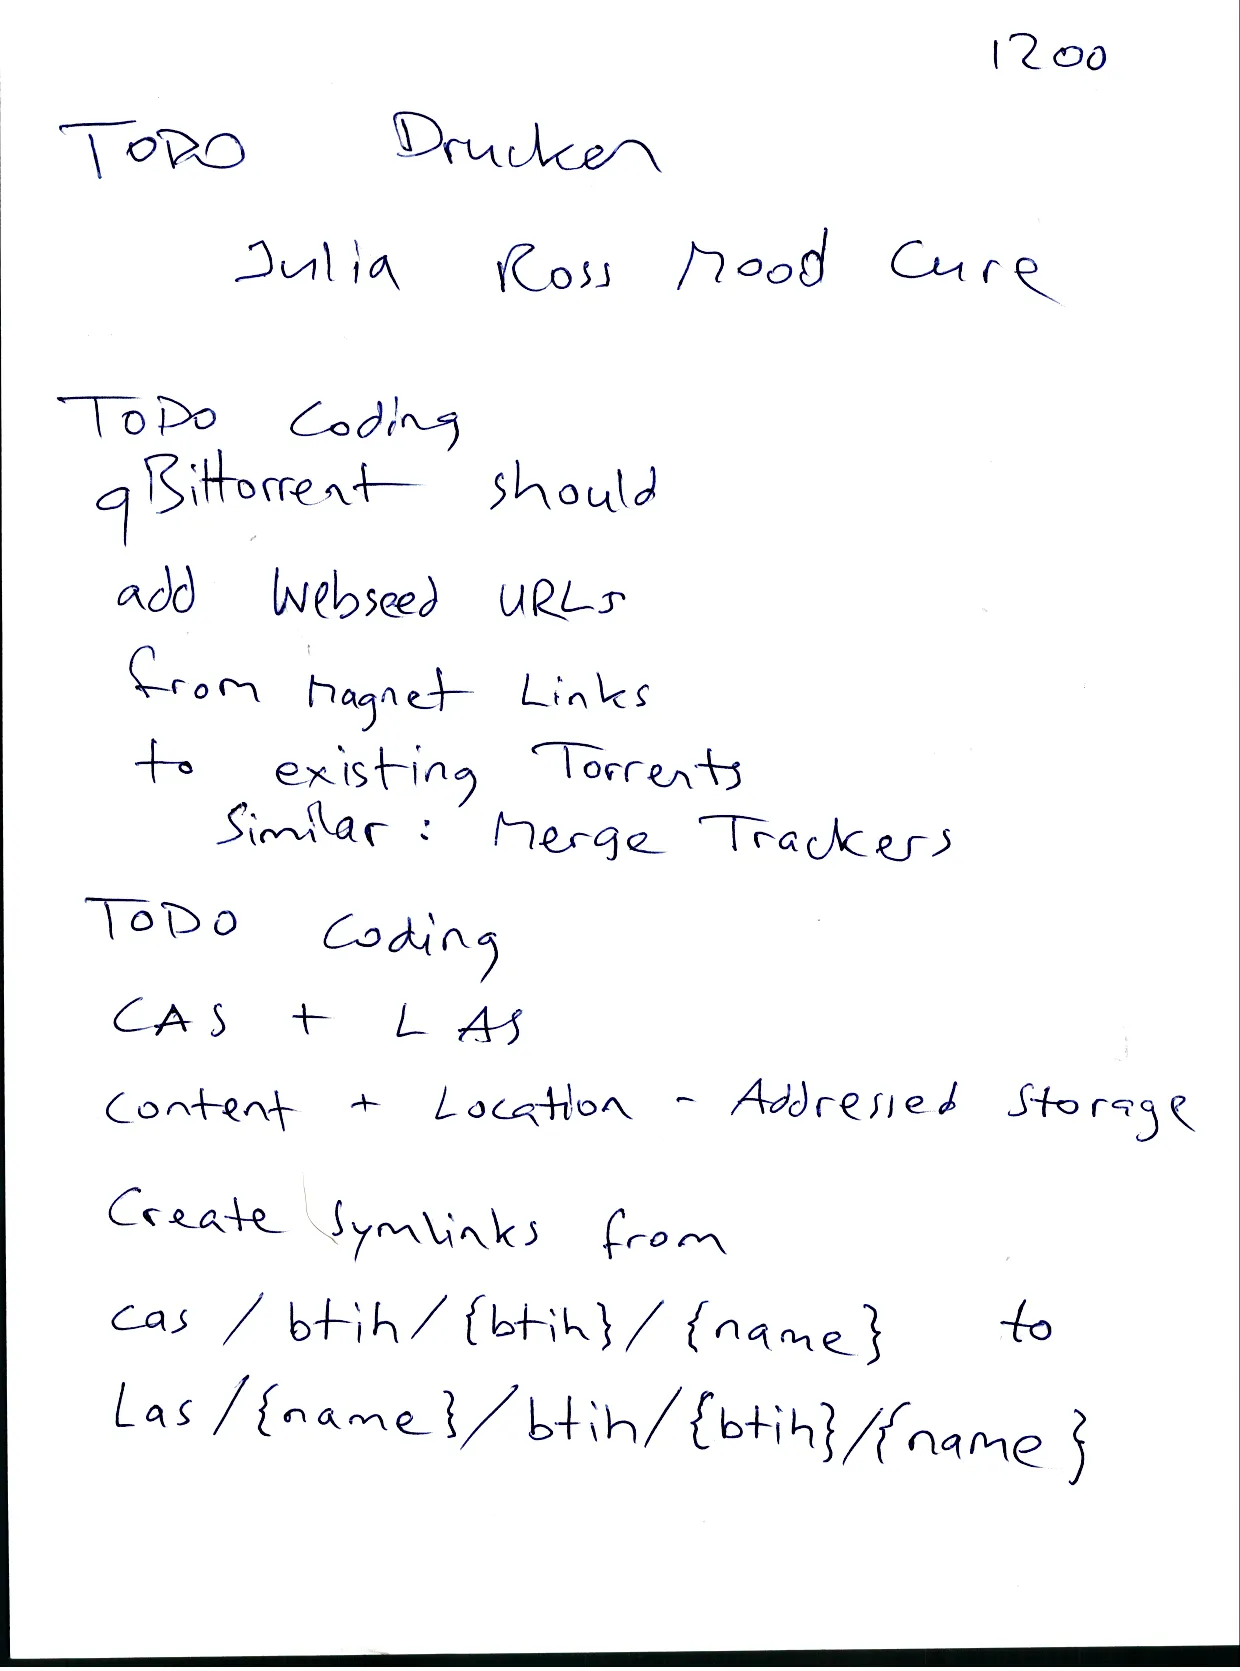 1200
TODO Drucken
Julia Ross Mood Cure
TODO Coding
qBittorrent should
add Webseed URLs
from Magnet Links
to existing Torrents
Similar: Merge Trackers
TODO Coding
CAS + LAS
Content + Location - Addressed Storage
Create Symlinks from
cas / btih / {btih} / {name} to
Las / {name} / btih / {btih} / {name}